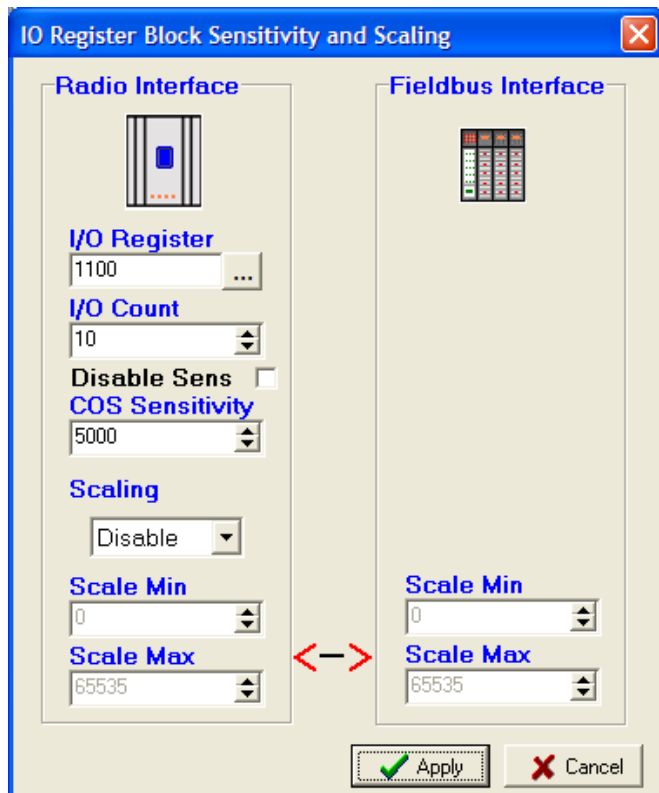 IO Register Block Sensitivity and Scaling
Radio Interface
I/O Register
1100
...
I/O Count
10
Disable Sens
COS Sensitivity
5000
Scaling
Disable
Scale Min
0
Scale Max
65535
<->
Fieldbus Interface
Scale Min
0
Scale Max
65535
Apply
Cancel